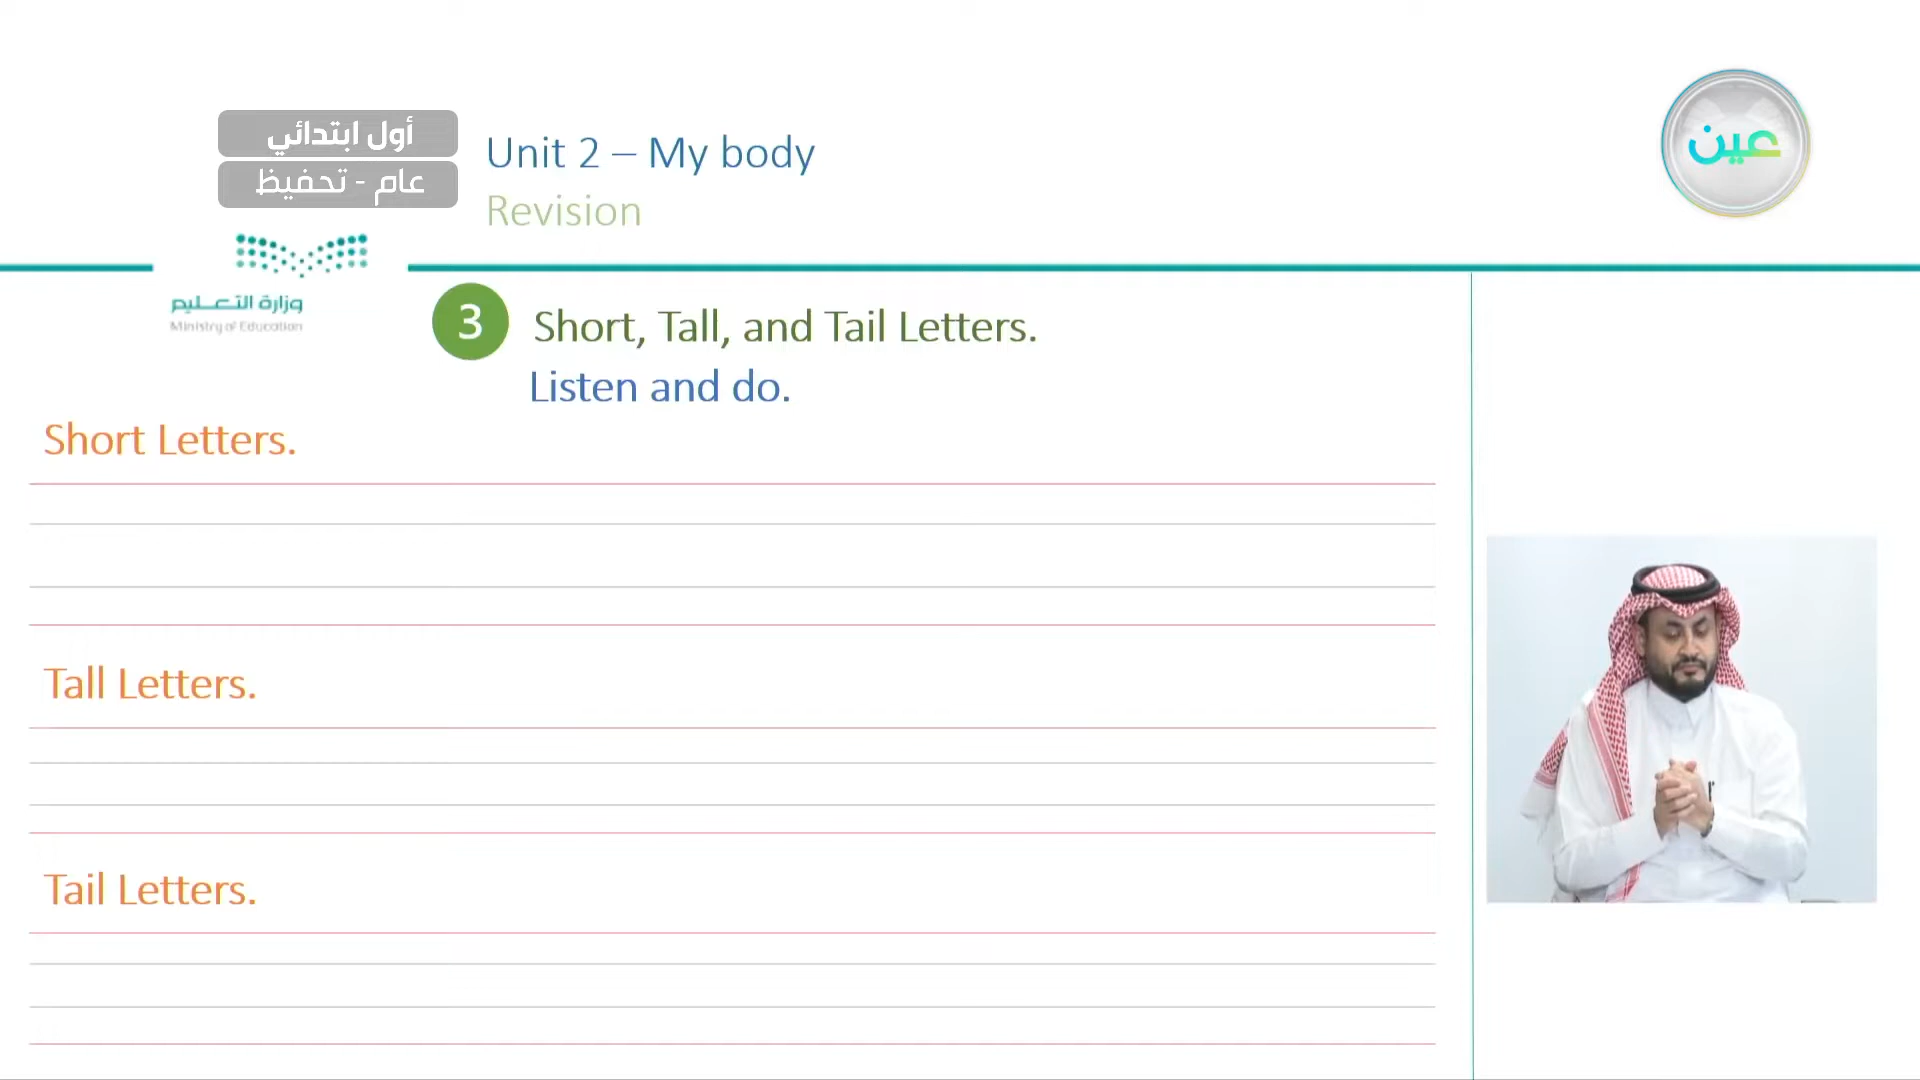 أول ابتدائي
عام - تحفيظ
Unit 2 – My body
Revision
عين
وزارة التعليم
Ministry of Education
3 Short, Tall, and Tail Letters.
Listen and do.
Short Letters.
Tall Letters.
Tail Letters.